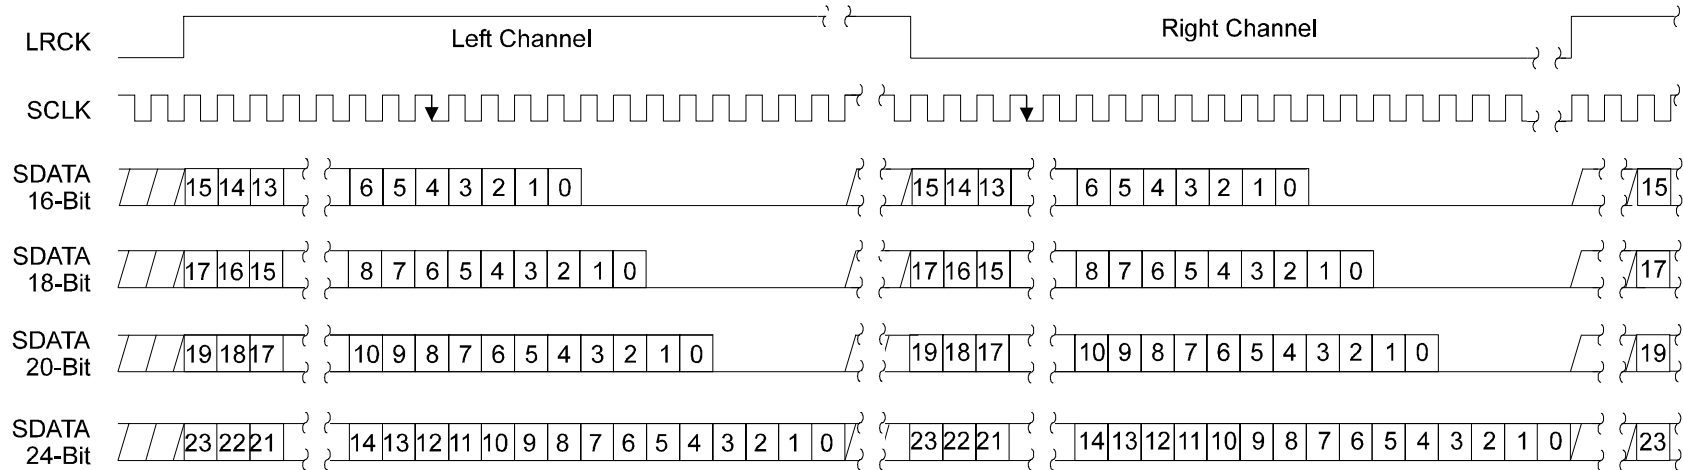 LRCK
Left Channel
Right Channel
SCLK
SDATA
16-Bit
15 14 13 6 5 4 3 2 1 0 15 14 13 6 5 4 3 2 1 0 15
SDATA
18-Bit
17 16 15 8 7 6 5 4 3 2 1 0 17 16 15 8 7 6 5 4 3 2 1 0 17
SDATA
20-Bit
19 18 17 10 9 8 7 6 5 4 3 2 1 0 19 18 17 10 9 8 7 6 5 4 3 2 1 0 19
SDATA
24-Bit
23 22 21 14 13 12 11 10 9 8 7 6 5 4 3 2 1 0 23 22 21 14 13 12 11 10 9 8 7 6 5 4 3 2 1 0 23